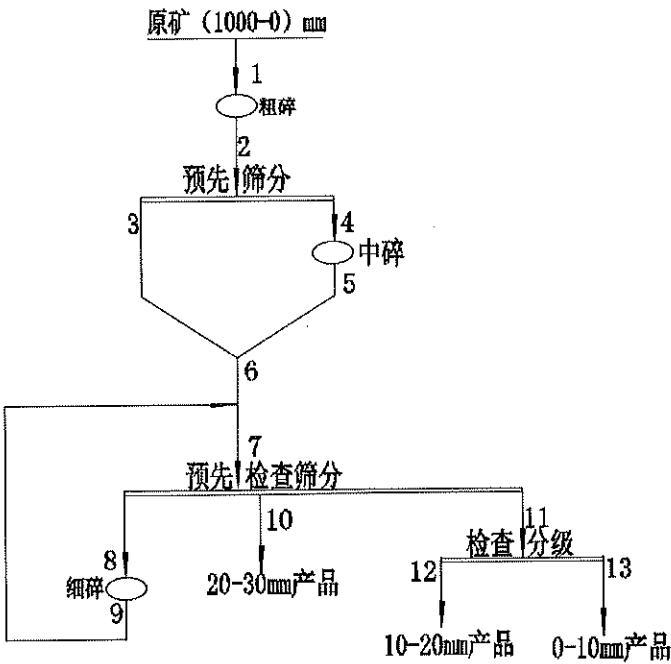 原矿（1000-0）mm
1
粗碎
2
预先筛分
3
4
中碎
5
6
7
预先检查筛分
10
11
检查分级
8
细碎
9
20-30mm产品
12
13
10-20mm产品
0-10mm产品